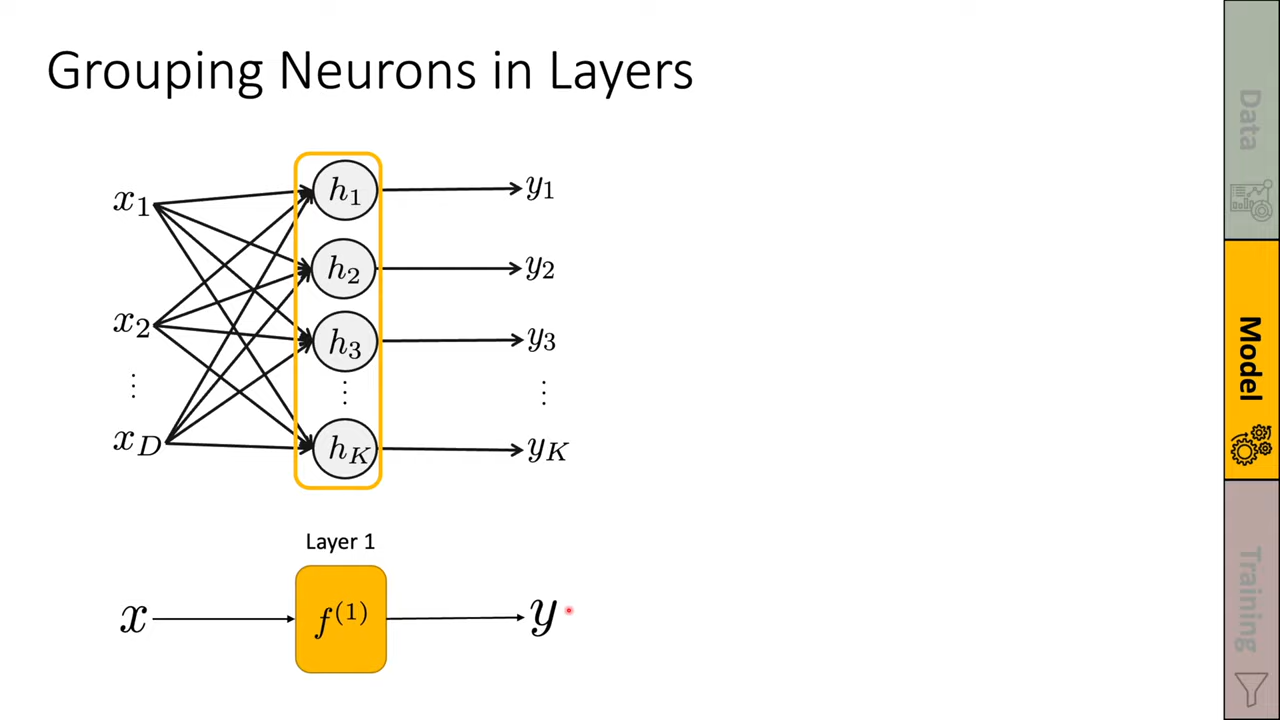 Grouping Neurons in Layers
x₁
x₂
⋮
x_D
h₁
h₂
h₃
⋮
h_K
y₁
y₂
y₃
⋮
y_K
Layer 1
x
f⁽¹⁾
y
Data
Model
Training